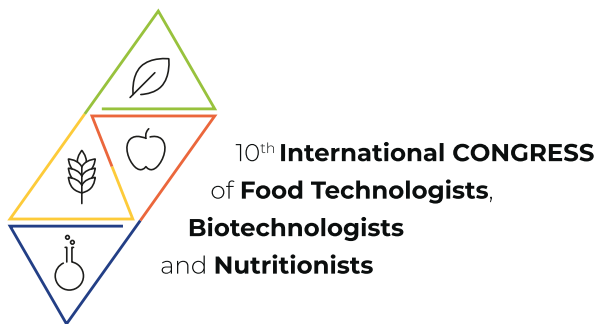 10th International CONGRESS
of Food Technologists,
Biotechnologists
and Nutritionists